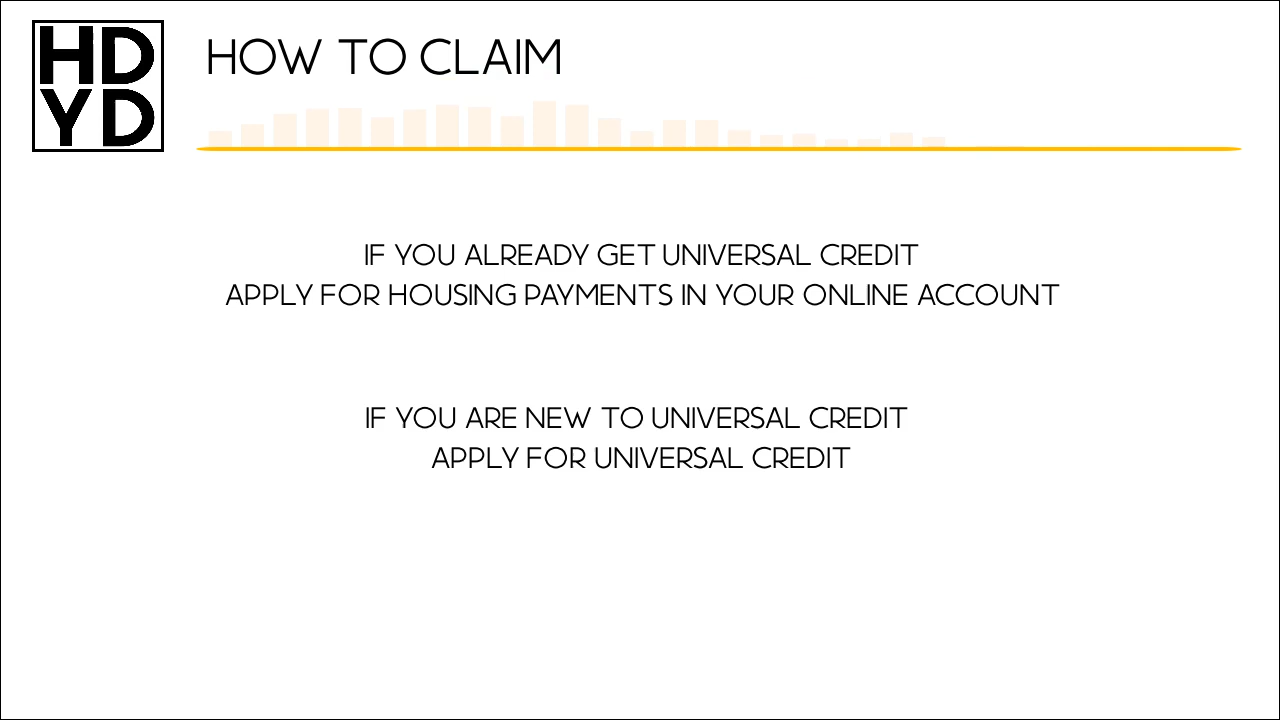 HD
YD
HOW TO CLAIM
IF YOU ALREADY GET UNIVERSAL CREDIT
APPLY FOR HOUSING PAYMENTS IN YOUR ONLINE ACCOUNT
IF YOU ARE NEW TO UNIVERSAL CREDIT
APPLY FOR UNIVERSAL CREDIT